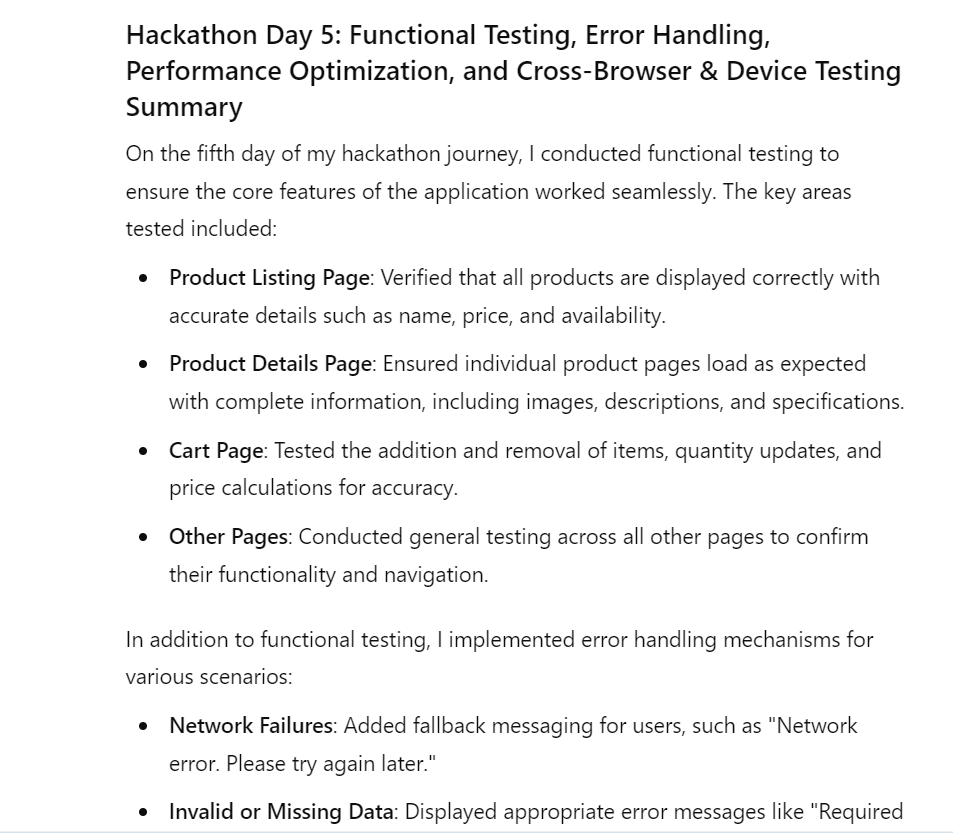 Hackathon Day 5: Functional Testing, Error Handling,
Performance Optimization, and Cross-Browser & Device Testing
Summary
On the fifth day of my hackathon journey, I conducted functional testing to
ensure the core features of the application worked seamlessly. The key areas
tested included:
• Product Listing Page: Verified that all products are displayed correctly with
accurate details such as name, price, and availability.
• Product Details Page: Ensured individual product pages load as expected
with complete information, including images, descriptions, and specifications.
• Cart Page: Tested the addition and removal of items, quantity updates, and
price calculations for accuracy.
• Other Pages: Conducted general testing across all other pages to confirm
their functionality and navigation.
In addition to functional testing, I implemented error handling mechanisms for
various scenarios:
• Network Failures: Added fallback messaging for users, such as "Network
error. Please try again later."
• Invalid or Missing Data: Displayed appropriate error messages like "Required